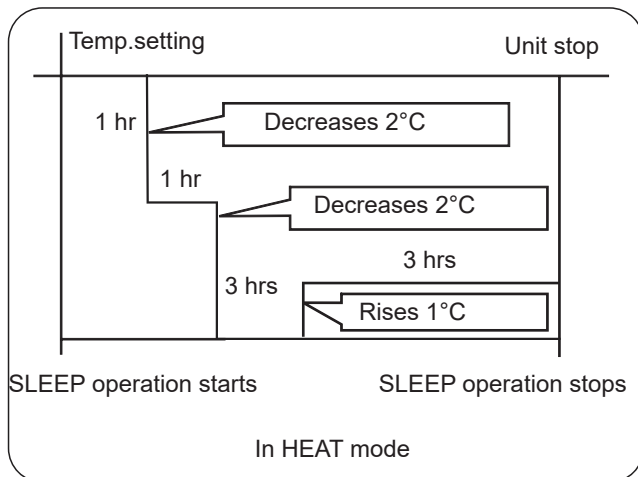 Temp.setting
Unit stop
1 hr
Decreases 2°C
1 hr
Decreases 2°C
3 hrs
3 hrs
Rises 1°C
SLEEP operation starts
SLEEP operation stops
In HEAT mode